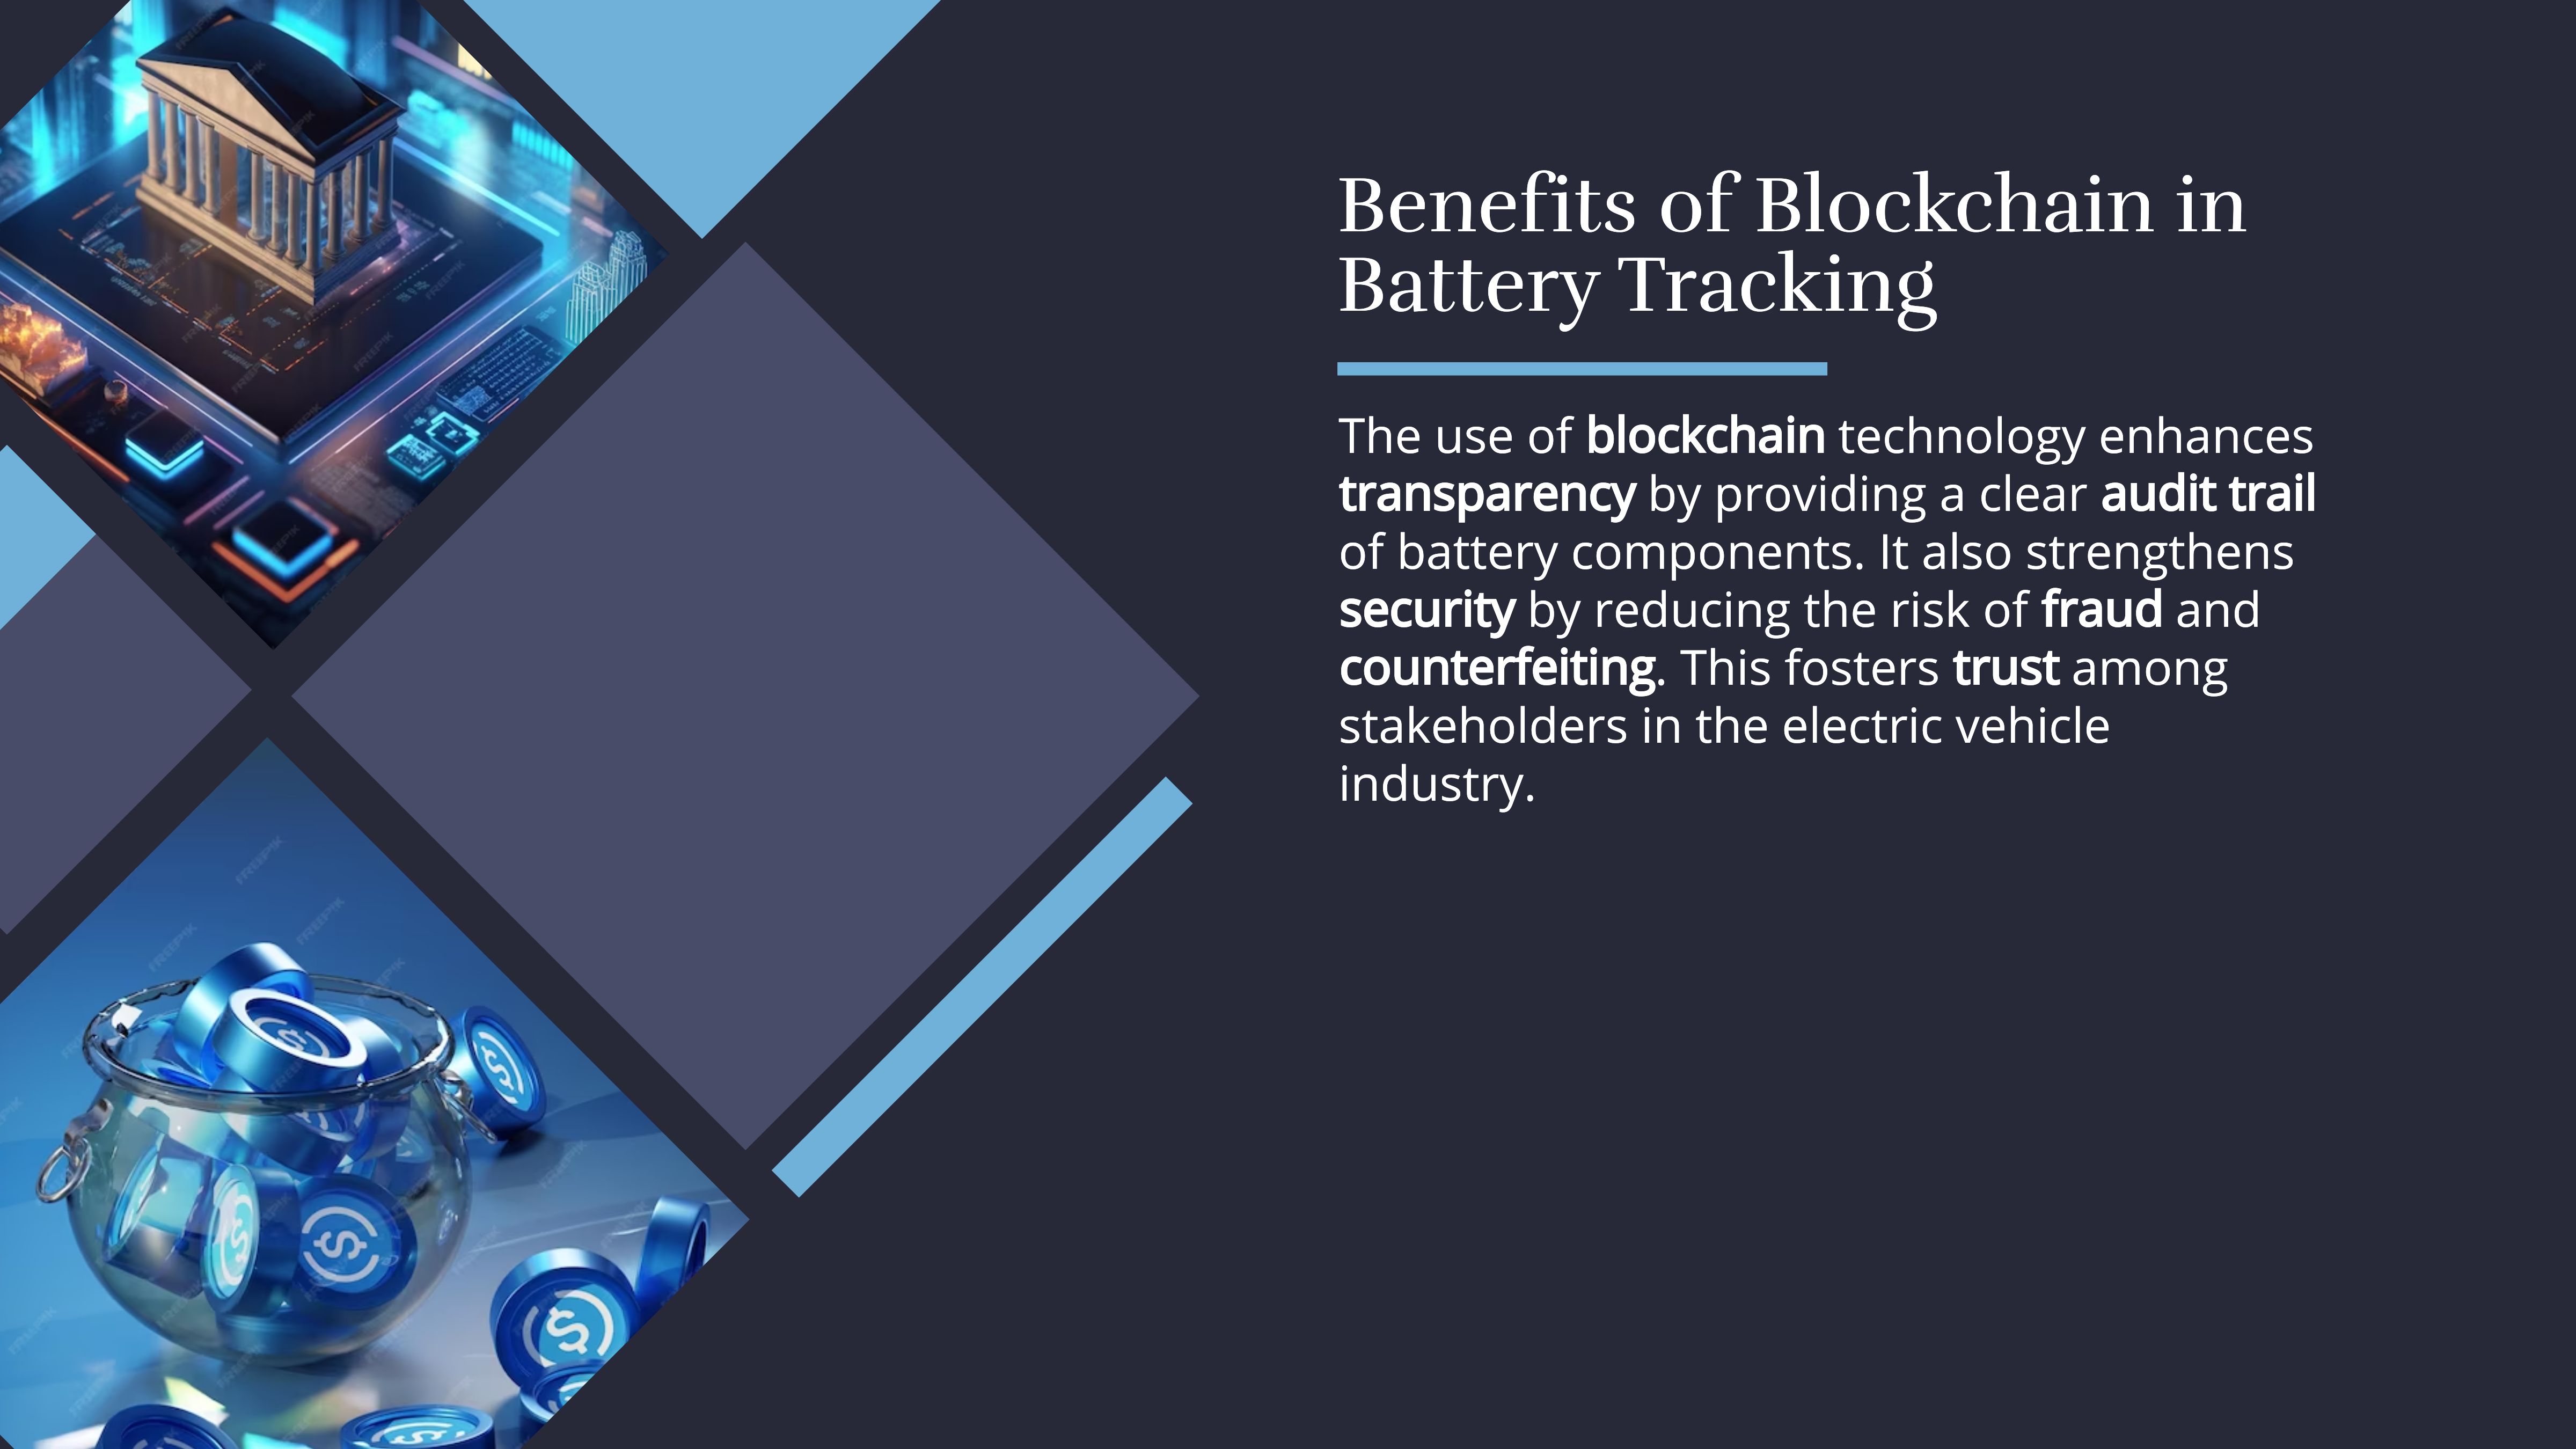 Benefits of Blockchain in
Battery Tracking
The use of blockchain technology enhances
transparency by providing a clear audit trail
of battery components. It also strengthens
security by reducing the risk of fraud and
counterfeiting. This fosters trust among
stakeholders in the electric vehicle
industry.